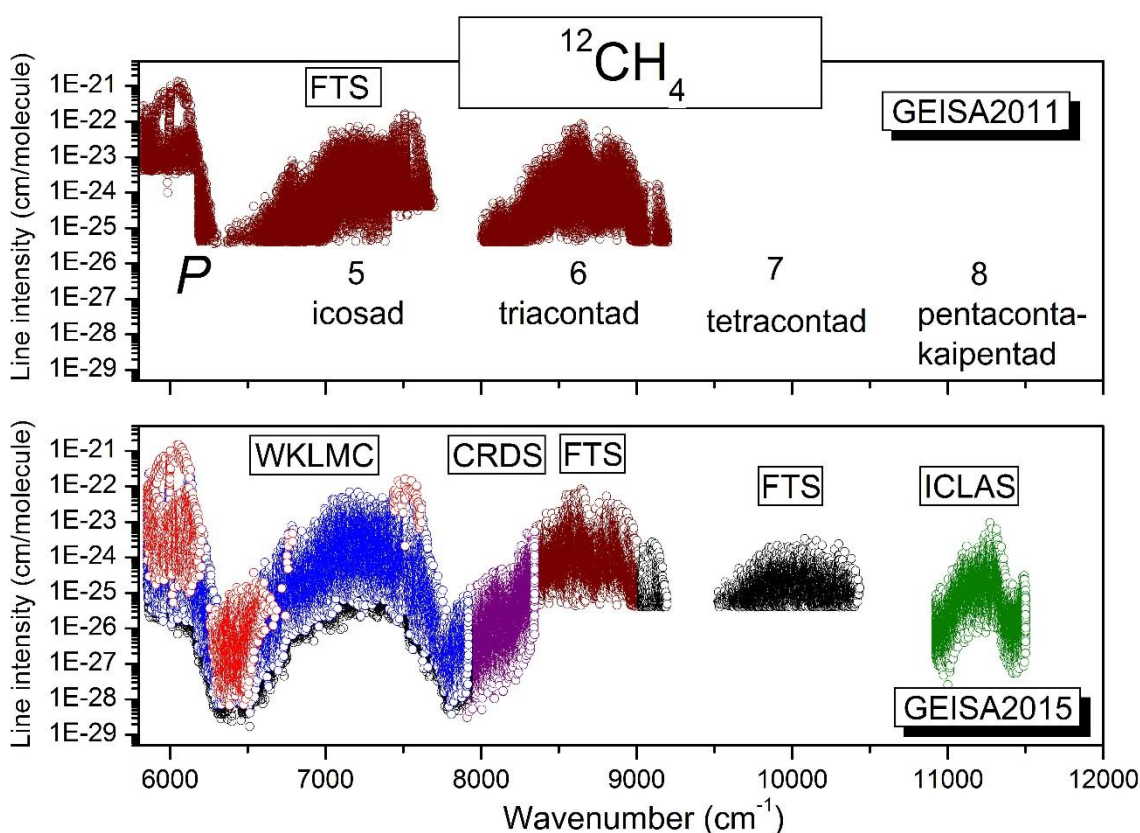 ¹²CH₄
FTS
GEISA2011
Line intensity (cm/molecule)
1E-21
1E-22
1E-23
1E-24
1E-25
1E-26
1E-27
1E-28
1E-29
P
5
6
7
8
icosad
triacontad
tetracontad
pentaconta-
kaipentad
Line intensity (cm/molecule)
1E-21
1E-22
1E-23
1E-24
1E-25
1E-26
1E-27
1E-28
1E-29
WKLMC
CRDS
FTS
FTS
ICLAS
GEISA2015
6000 7000 8000 9000 10000 11000 12000
Wavenumber (cm⁻¹)